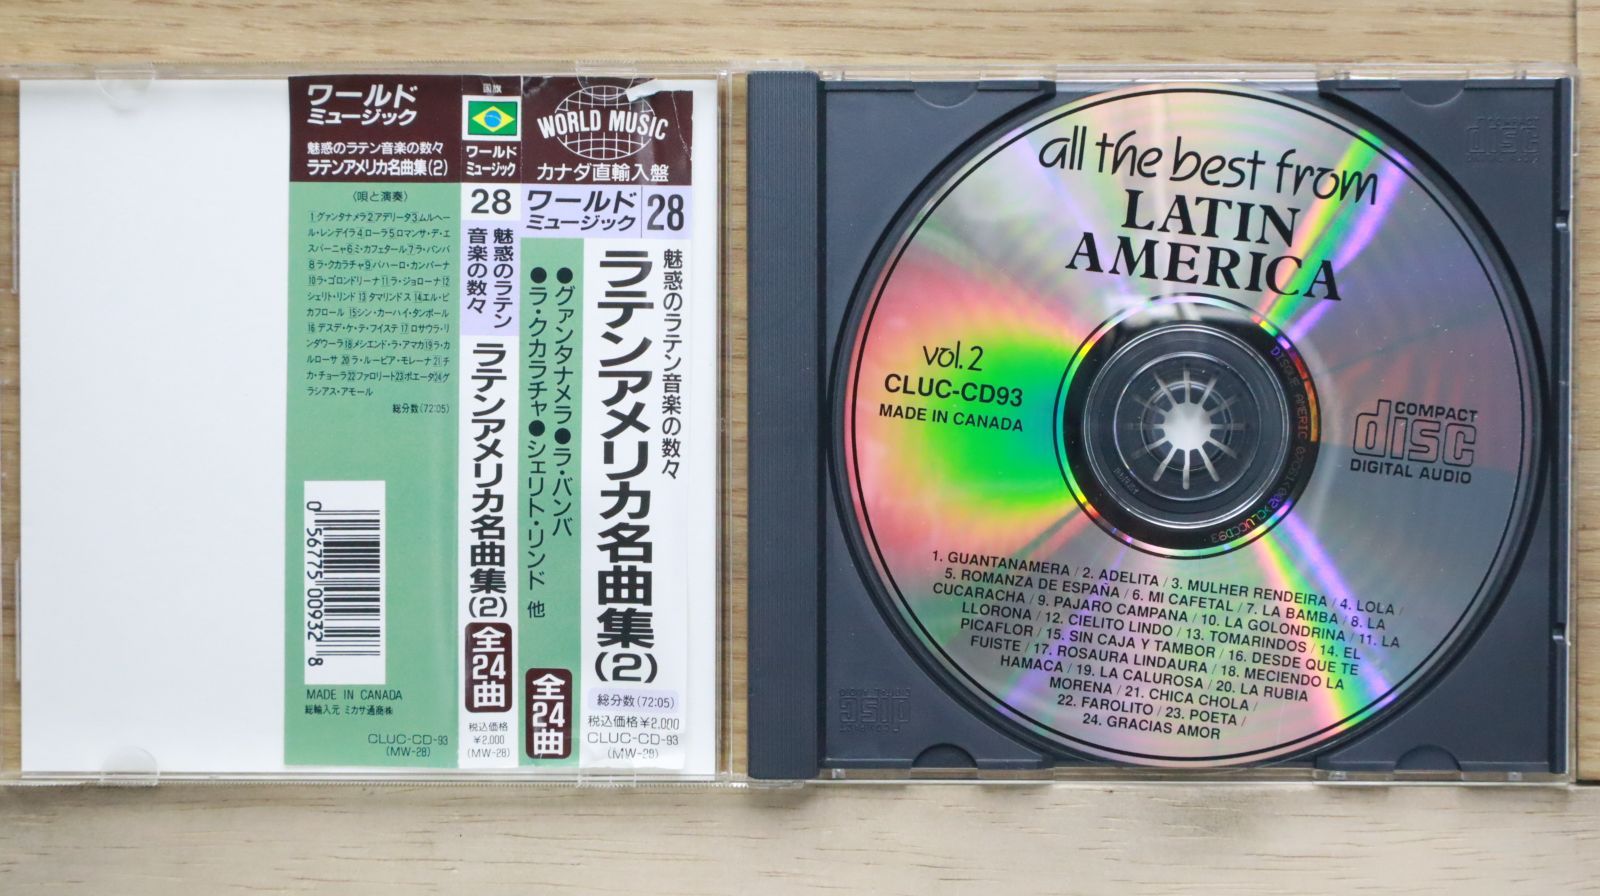 ワールド
ミュージック
魅惑のラテン音楽の数々
ラテンアメリカ名曲集(2)
〈唄と演奏〉
1グァンタナメラ2アデリータ3ムルヘー
ル・レンデイラ4ローラ5ロマンサ・デ・エ
スパーニャ6ミ・カフェタール7ラ・バンバ
8ラ・クカラチャ9パハーロ・カンパーナ
10ラ・ゴロンドリーナ11ラ・ジョローナ12
シェリト・リンド13タマリンドス14エル・ピ
カフロール15シン・カーハイ・タンボール
16デスデ・ケ・テ・フイステ17ロサウラ・リ
ンダウーラ18メシエンド・ラ・アマカ19ラ・カ
ルローサ20ラ・ルービア・モレーナ21チ
カ・チョーラ22ファロリート23ポエータ24グ
ラシアス・アモール
総分数(72:05)
0 56775 00932 8
MADE IN CANADA
総輸入元 ミカサ通商㈱
CLUC-CD-93
(MW-28)
国旗
ワールド
ミュージック
28
魅惑のラテン
音楽の数々
ラテンアメリカ名曲集(2)
全24曲
税込価格
¥2,000
(MW-28)
WORLD MUSIC
カナダ直輸入盤
ワールド
ミュージック
28
魅惑のラテン音楽の数々
ラテンアメリカ名曲集(2)
●グァンタナメラ●ラ・バンバ
●ラ・クカラチャ●シェリト・リンド 他
全24曲
総分数(72:05)
税込価格¥2,000
CLUC-CD-93
(MW-28)
all the best from
LATIN
AMERICA
vol.2
CLUC-CD93
MADE IN CANADA
COMPACT
disc
DIGITAL AUDIO
1. GUANTANAMERA / 2. ADELITA / 3. MULHER RENDEIRA / 4. LOLA /
5. ROMANZA DE ESPAÑA / 6. MI CAFETAL / 7. LA BAMBA / 8. LA
CUCARACHA / 9. PAJARO CAMPANA / 10. LA GOLONDRINA / 11. LA
LLORONA / 12. CIELITO LINDO / 13. TOMARINDOS / 14. EL
PICAFLOR / 15. SIN CAJA Y TAMBOR / 16. DESDE QUE TE
FUISTE / 17. ROSAURA LINDAURA / 18. MECIENDO LA
HAMACA / 19. LA CALUROSA / 20. LA RUBIA
MORENA / 21. CHICA CHOLA /
22. FAROLITO / 23. POETA /
24. GRACIAS AMOR